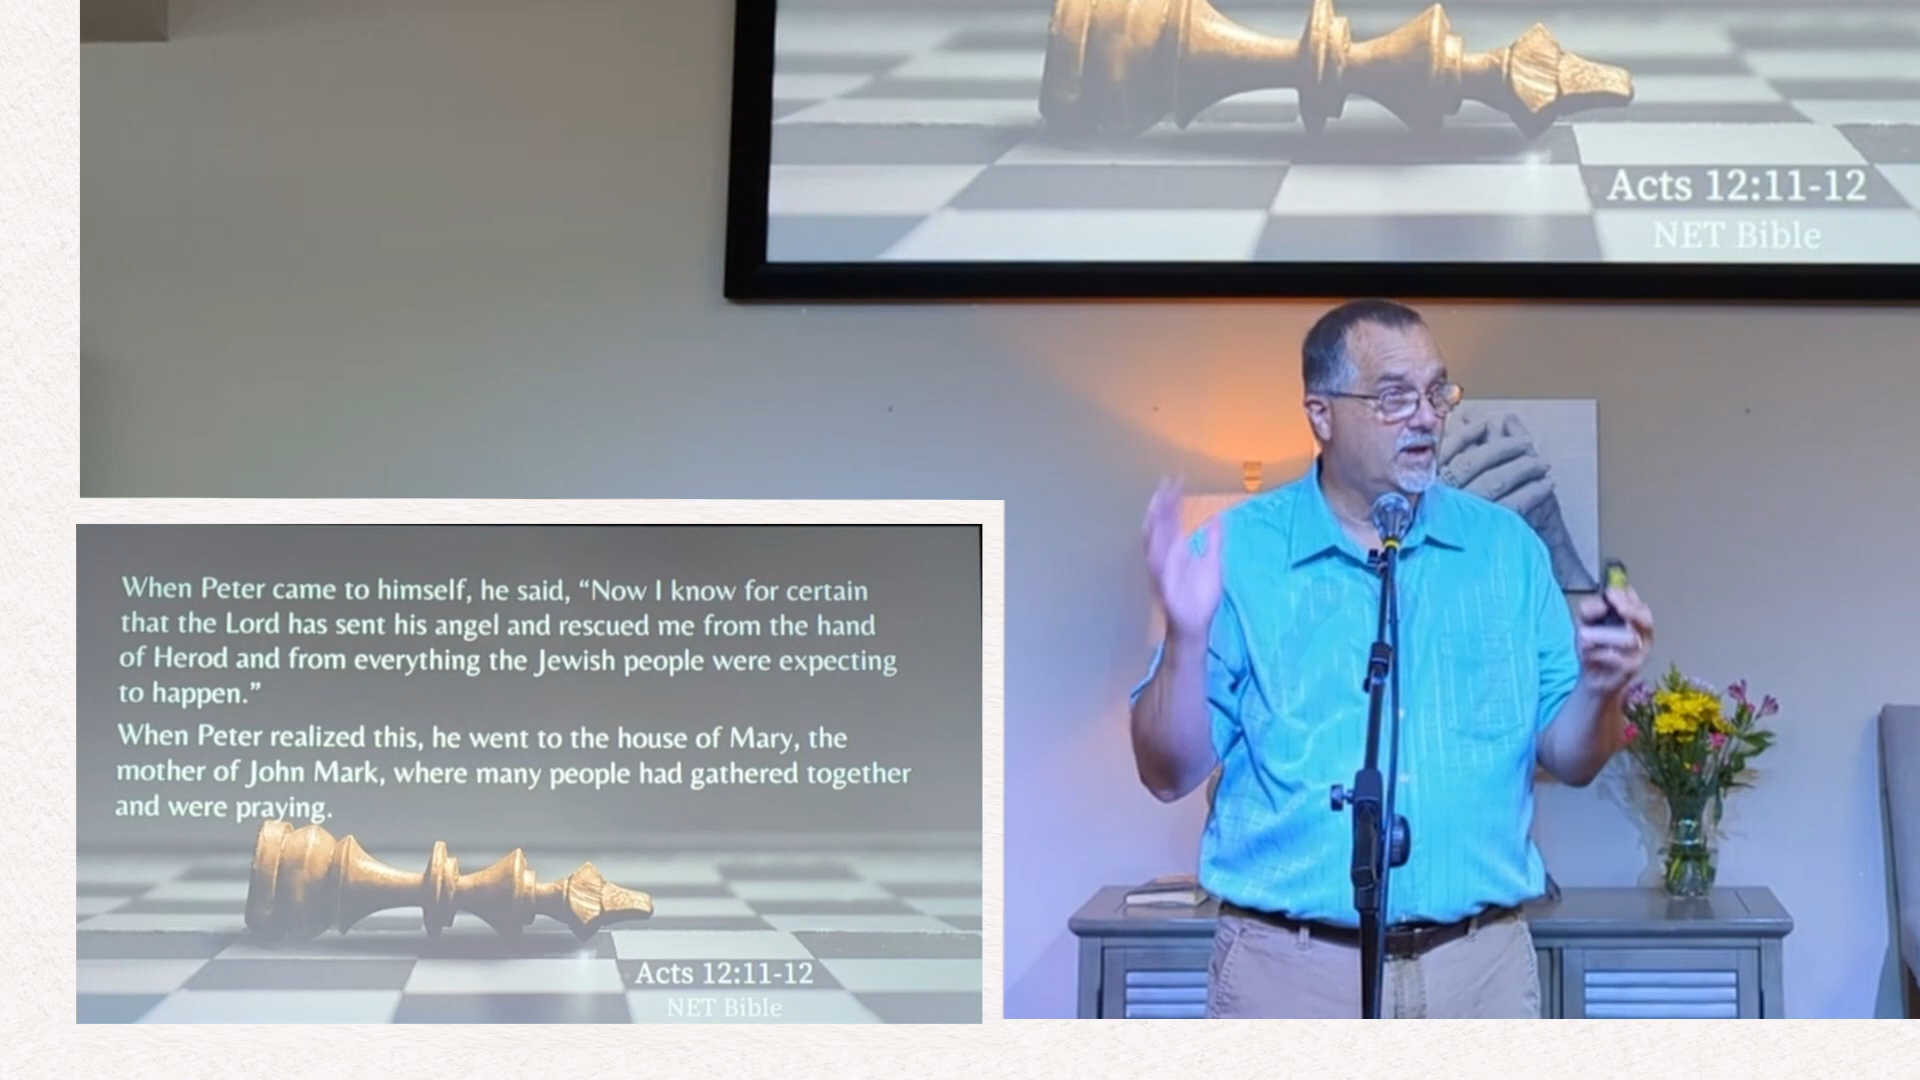 Acts 12:11-12
NET Bible
When Peter came to himself, he said, “Now I know for certain
that the Lord has sent his angel and rescued me from the hand
of Herod and from everything the Jewish people were expecting
to happen.”
When Peter realized this, he went to the house of Mary, the
mother of John Mark, where many people had gathered together
and were praying.
Acts 12:11-12
NET Bible